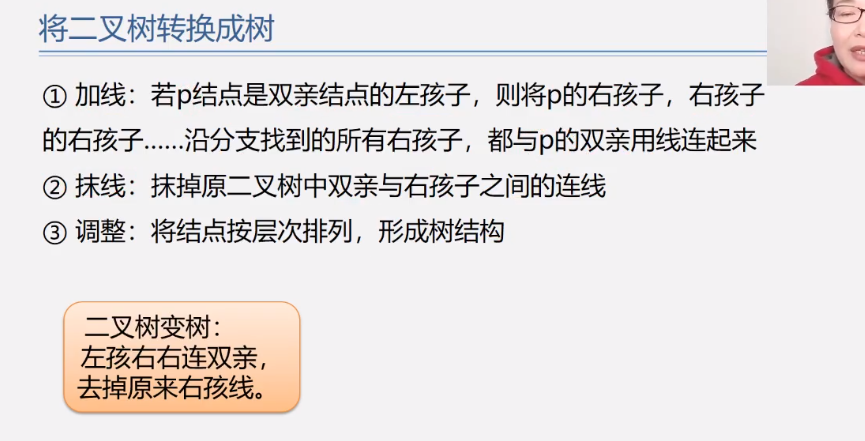 将二叉树转换成树
① 加线：若p结点是双亲结点的左孩子，则将p的右孩子，右孩子
的右孩子……沿分支找到的所有右孩子，都与p的双亲用线连起来
② 抹线：抹掉原二叉树中双亲与右孩子之间的连线
③ 调整：将结点按层次排列，形成树结构
二叉树变树：
左孩右右连双亲，
去掉原来右孩线。